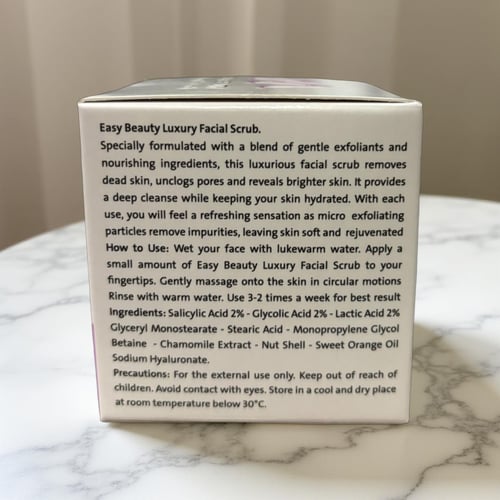 Easy Beauty Luxury Facial Scrub.
Specially formulated with a blend of gentle exfoliants and
nourishing ingredients, this luxurious facial scrub removes
dead skin, unclogs pores and reveals brighter skin. It provides
a deep cleanse while keeping your skin hydrated. With each
use, you will feel a refreshing sensation as micro exfoliating
particles remove impurities, leaving skin soft and rejuvenated
How to Use: Wet your face with lukewarm water. Apply a
small amount of Easy Beauty Luxury Facial Scrub to your
fingertips. Gently massage onto the skin in circular motions
Rinse with warm water. Use 3-2 times a week for best result
Ingredients: Salicylic Acid 2% - Glycolic Acid 2% - Lactic Acid 2%
Glyceryl Monostearate - Stearic Acid - Monopropylene Glycol
Betaine - Chamomile Extract - Nut Shell - Sweet Orange Oil
Sodium Hyaluronate.
Precautions: For the external use only. Keep out of reach of
children. Avoid contact with eyes. Store in a cool and dry place
at room temperature below 30°C.